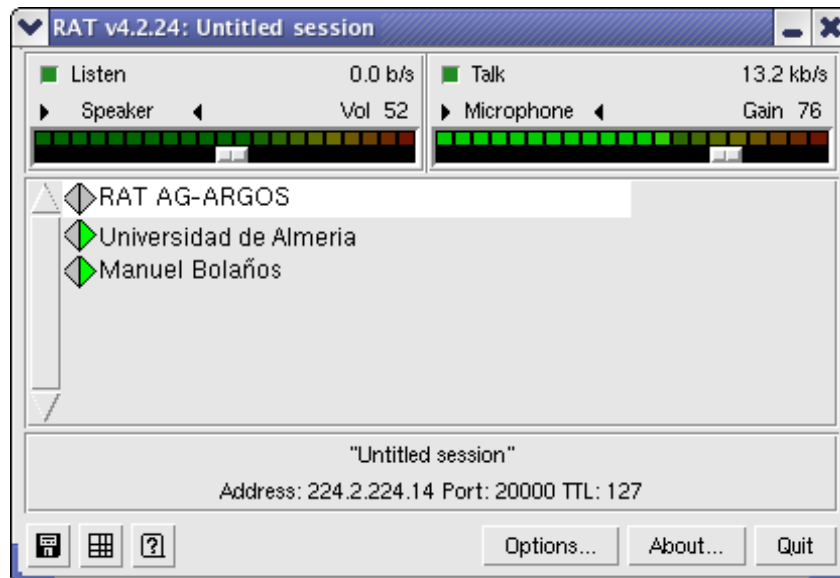 RAT v4.2.24: Untitled session
Listen 0.0 b/s
Speaker Vol 52
Talk 13.2 kb/s
Microphone Gain 76
RAT AG-ARGOS
Universidad de Almeria
Manuel Bolaños
"Untitled session"
Address: 224.2.224.14 Port: 20000 TTL: 127
? Options... About... Quit